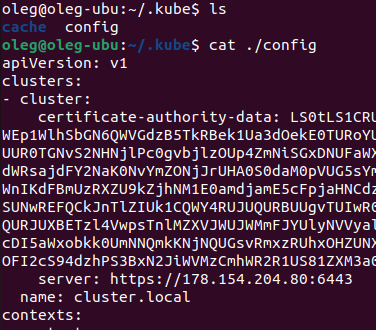 oleg@oleg-ubu:~/.kube$ ls
cache config
oleg@oleg-ubu:~/.kube$ cat ./config
apiVersion: v1
clusters:
- cluster:
certificate-authority-data: LS0tLS1CRU
WEp1WlhSbGN6QWVGdzB5TkRBek1Ua3dOekE0TURoYU
UUR0TGNvS2NHNjlPc0gvbjlzOUp4ZmNiSGxDNUFaWX
dWRsajdFY2NaK0NvYmZONjJrUHA0S0daM0pVUG5sYm
WnIKdFBmUzRXZU9kZjhNM1E0amdjamE5cFpjaHNCdz
SUNwREFQCkJnTlZIUk1CQWY4RUJUQURUQUgvTUIwR0
QURJUXBETzl4VwpsTnlMZXVJWUJWMmFJYUlyNVVyal
cDI5aWxobkk0UmNNQmkKNjNQUGsvRmxzRUhxOHZUNX
OFI2cS94dzhPS3BxN2JiWVMzCmhWR2R1US81ZXM3a0
server: https://178.154.204.80:6443
name: cluster.local
contexts: